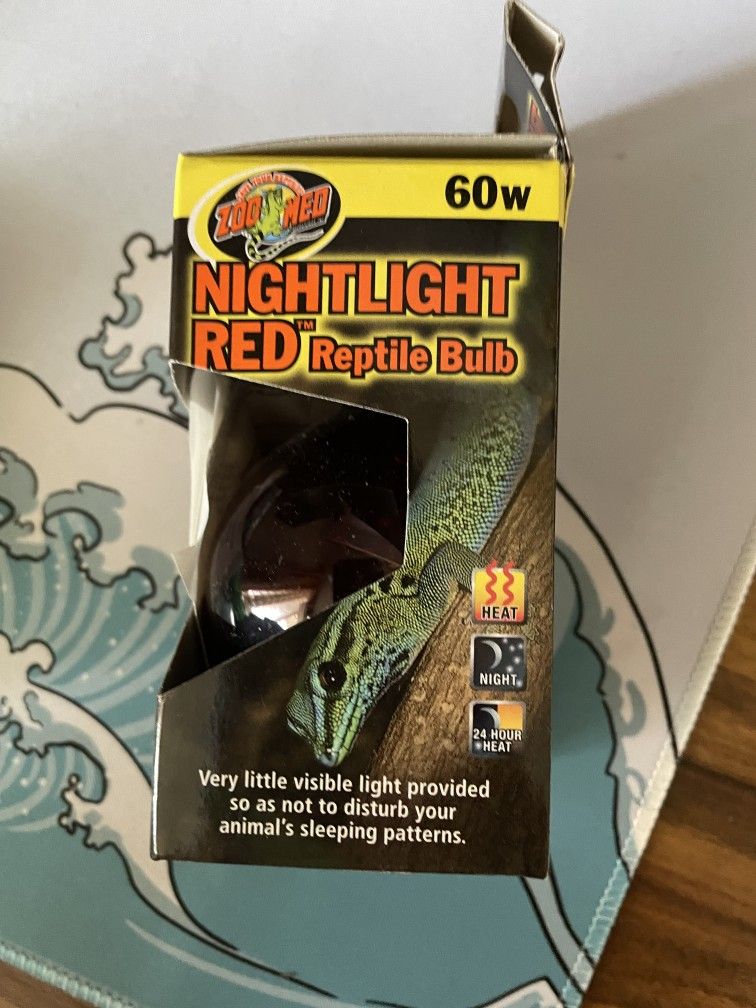 60W
ZOO MED
NIGHTLIGHT
RED™ Reptile Bulb
HEAT
NIGHT
24 HOUR
HEAT
Very little visible light provided
so as not to disturb your
animal's sleeping patterns.